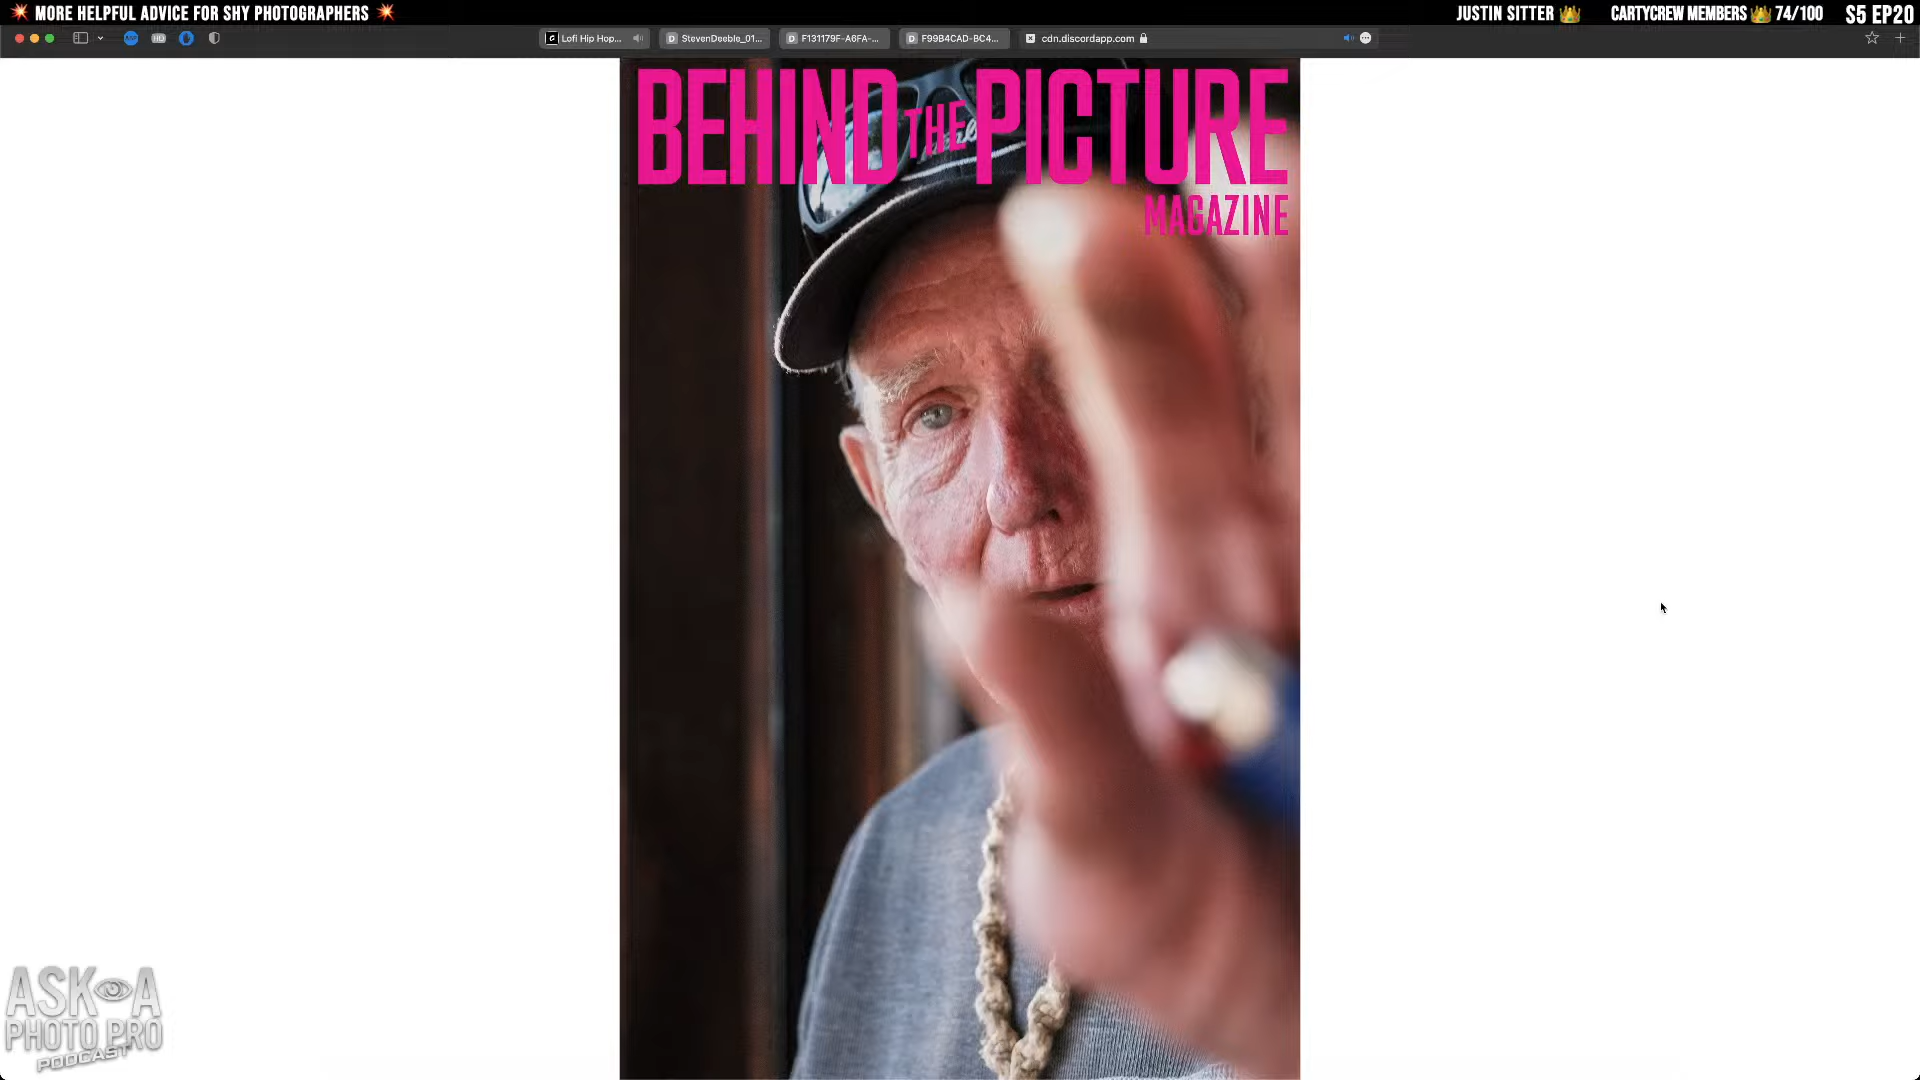 MORE HELPFUL ADVICE FOR SHY PHOTOGRAPHERS
JUSTIN SITTER
CARTYCREW MEMBERS 74/100
S5 EP20
Lofi Hip Hop...
StevenDeeble_01...
F131179F-A6FA-...
F99B4CAD-BC4...
cdn.discordapp.com
BEHIND THE PICTURE
MAGAZINE
ASK A
PHOTO PRO
PODCAST